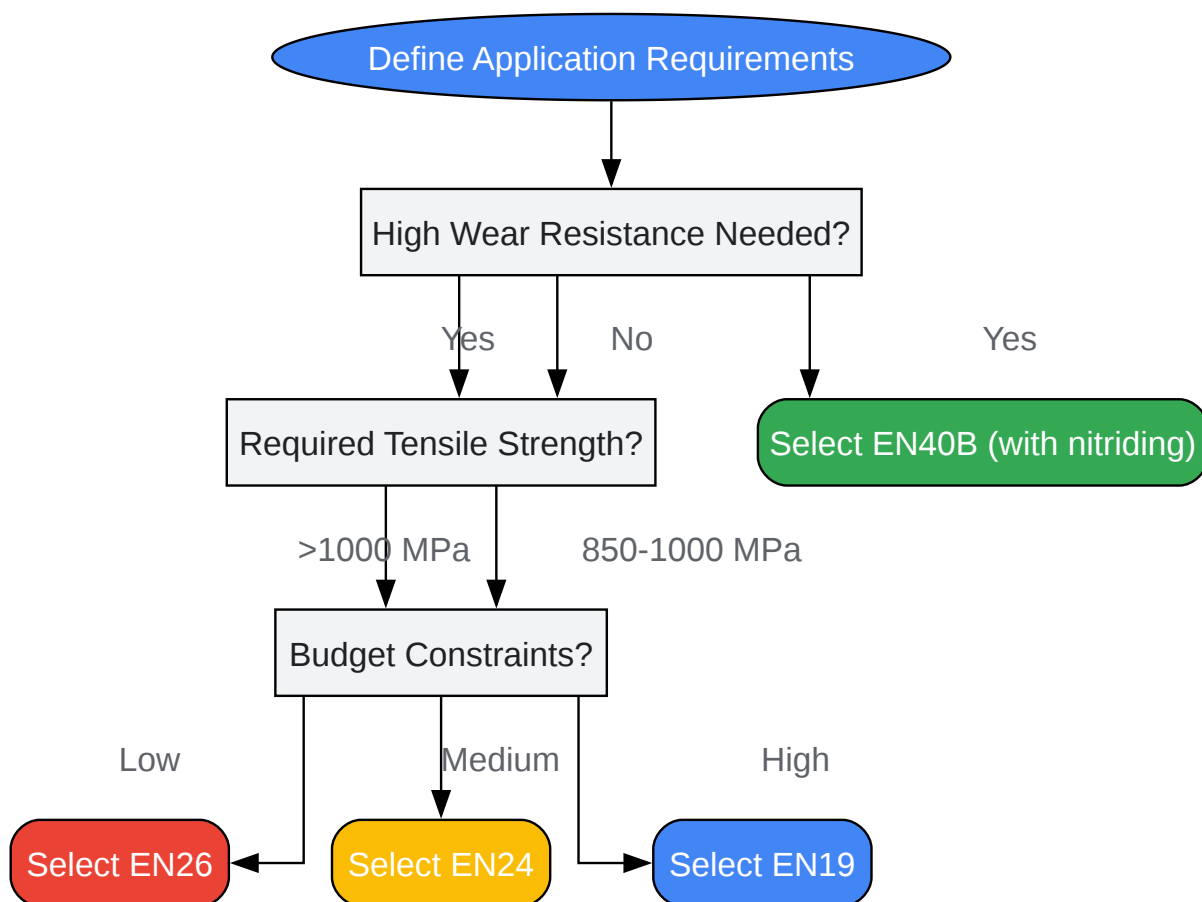 Define Application Requirements
High Wear Resistance Needed?
Yes
No
Yes
Required Tensile Strength?
Select EN40B (with nitriding)
>1000 MPa
850-1000 MPa
Budget Constraints?
Low
Medium
High
Select EN26
Select EN24
Select EN19